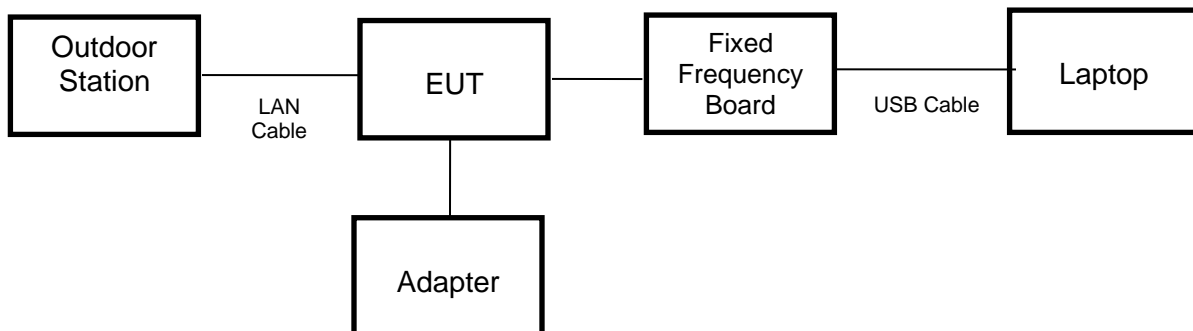 Outdoor
Station
LAN
Cable
EUT
Fixed
Frequency
Board
USB Cable
Laptop
Adapter